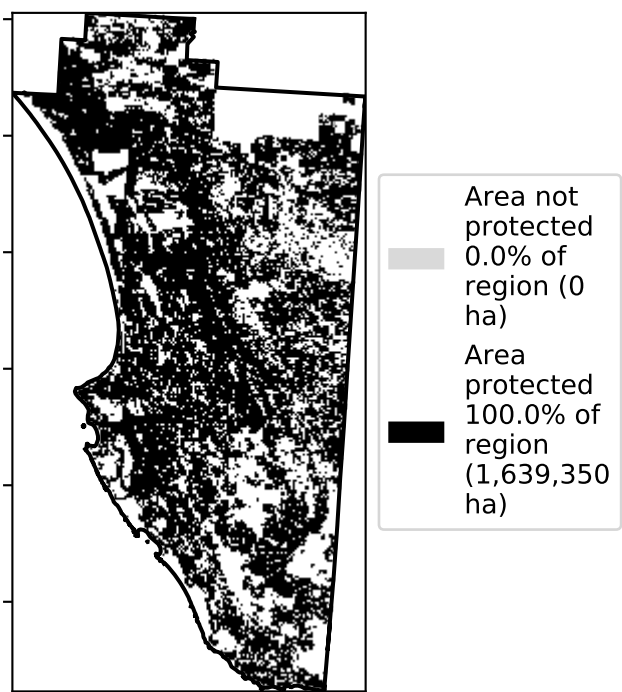 Area not
protected
0.0% of
region (0
ha)
Area
protected
100.0% of
region
(1,639,350
ha)